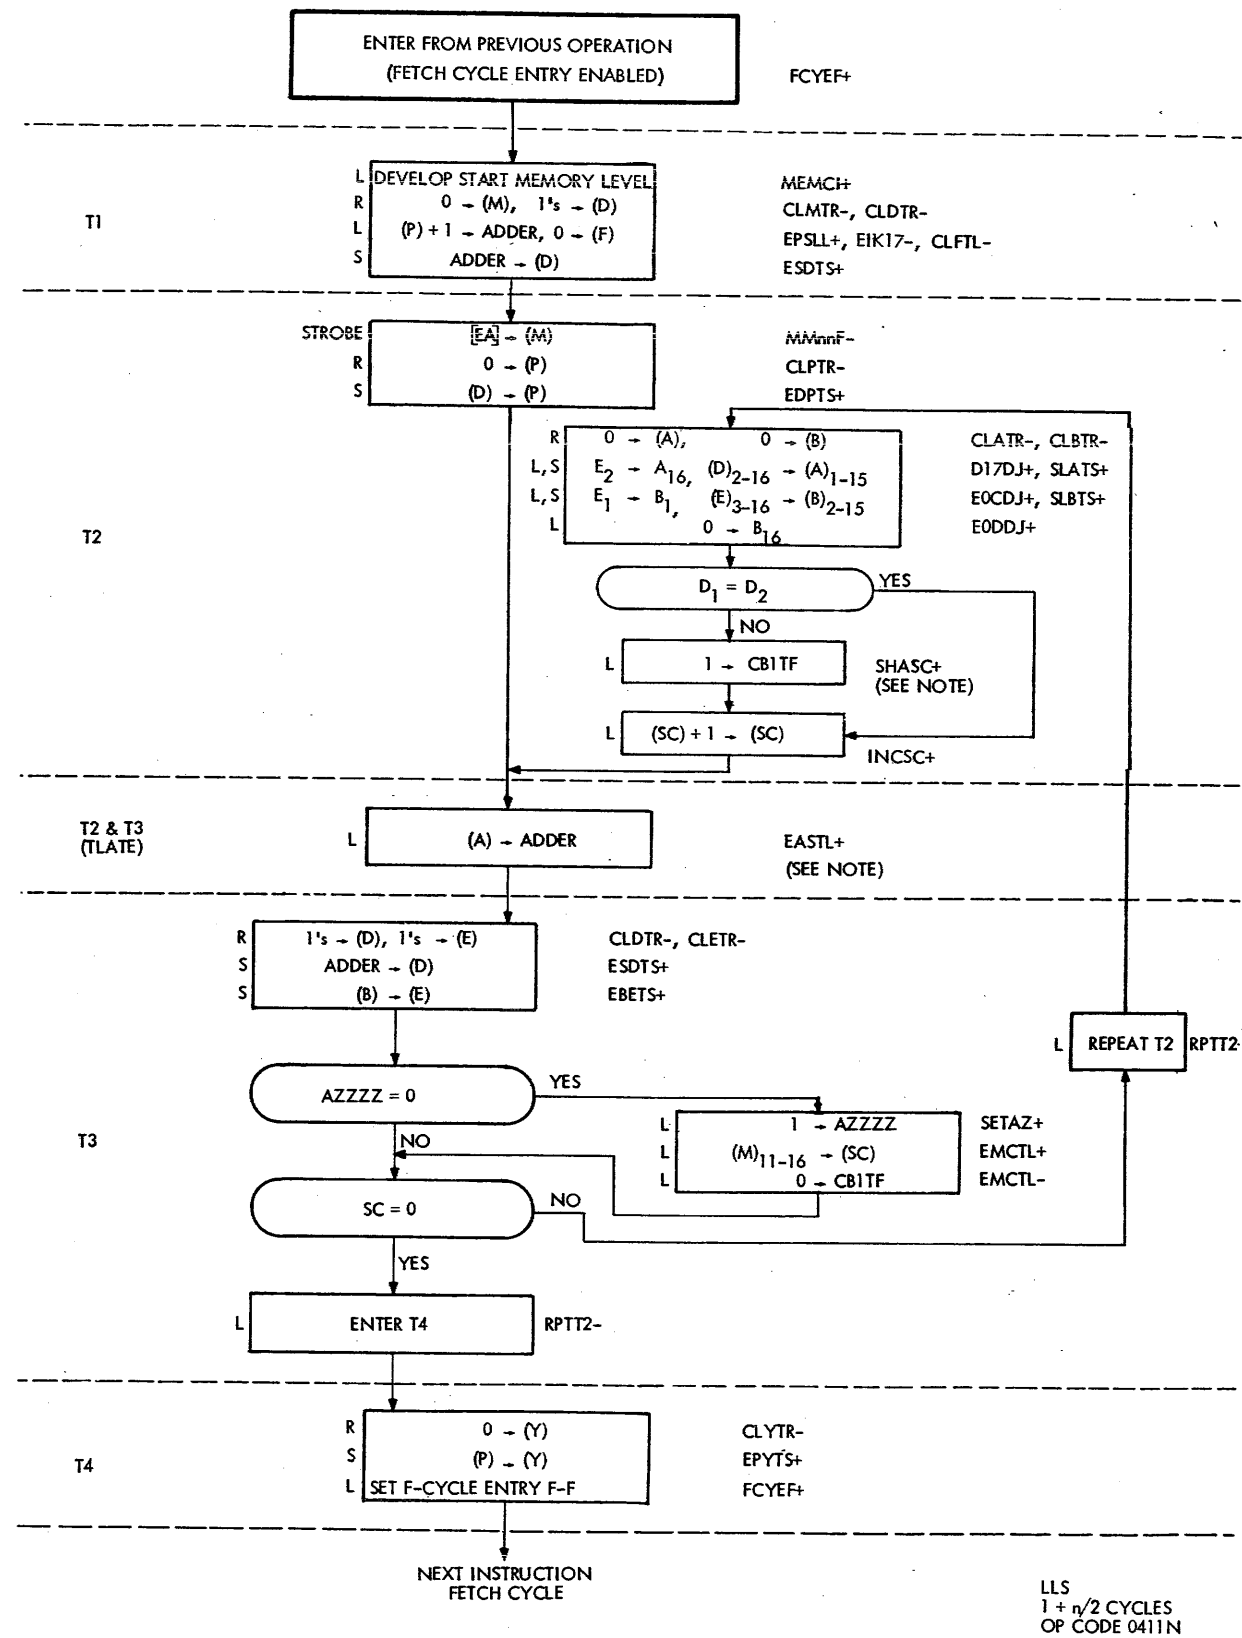 ENTER FROM PREVIOUS OPERATION
(FETCH CYCLE ENTRY ENABLED)
FCYEF+
T1
L DEVELOP START MEMORY LEVEL MEMCI+
R 0 → (M), 1's → (D) CLMTR-, CLDTR-
L (P) + 1 → ADDER, 0 → (F) EPSLL+, EIK17-, CLFTL-
S ADDER → (D) ESDTS+
STROBE [EA] → (M) MMnnF-
R 0 → (P) CLPTR-
S (D) → (P) EDPTS+
T2
R 0 → (A), 0 → (B) CLATR-, CLBTR-
L, S E2 → A16, (D)2-16 → (A)1-15 D17DJ+, SLATS+
L, S E1 → B1, (E)3-16 → (B)2-15 E0CDJ+, SLBTS+
L 0 → B16 E0DDJ+
D1 = D2
YES
NO
L 1 → CB1TF SHASC+
(SEE NOTE)
L (SC) + 1 → (SC)
INCSC+
T2 & T3
(TLATE)
L (A) → ADDER EASTL+
(SEE NOTE)
R 1's → (D), 1's → (E) CLDTR-, CLETR-
S ADDER → (D) ESDTS+
S (B) → (E) EBETS+
L REPEAT T2 RPTT2-
T3
AZZZZ = 0
YES
NO
L 1 → AZZZZ SETAZ+
L (M)11-16 → (SC) EMCTL+
L 0 → CB1TF EMCTL-
SC = 0
NO
YES
L ENTER T4 RPTT2-
T4
R 0 → (Y) CLYTR-
S (P) → (Y) EPYTS+
L SET F-CYCLE ENTRY F-F FCYEF+
NEXT INSTRUCTION
FETCH CYCLE
LLS
1 + n/2 CYCLES
OP CODE 0411N